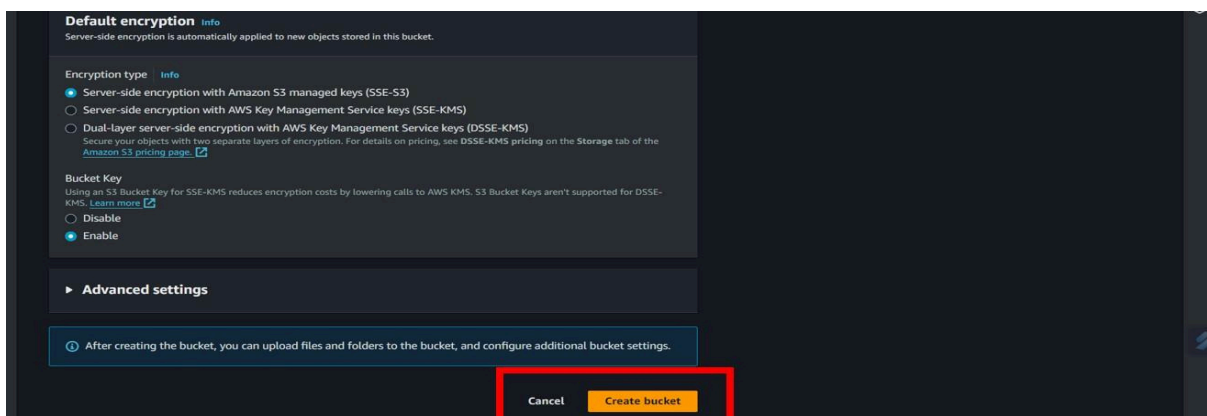 Default encryption Info
Server-side encryption is automatically applied to new objects stored in this bucket.
Encryption type Info
Server-side encryption with Amazon S3 managed keys (SSE-S3)
Server-side encryption with AWS Key Management Service keys (SSE-KMS)
Dual-layer server-side encryption with AWS Key Management Service keys (DSSE-KMS)
Secure your objects with two separate layers of encryption. For details on pricing, see DSSE-KMS pricing on the Storage tab of the
Amazon S3 pricing page.
Bucket Key
Using an S3 Bucket Key for SSE-KMS reduces encryption costs by lowering calls to AWS KMS. S3 Bucket Keys aren't supported for DSSE-
KMS. Learn more
Disable
Enable
Advanced settings
After creating the bucket, you can upload files and folders to the bucket, and configure additional bucket settings.
Cancel Create bucket